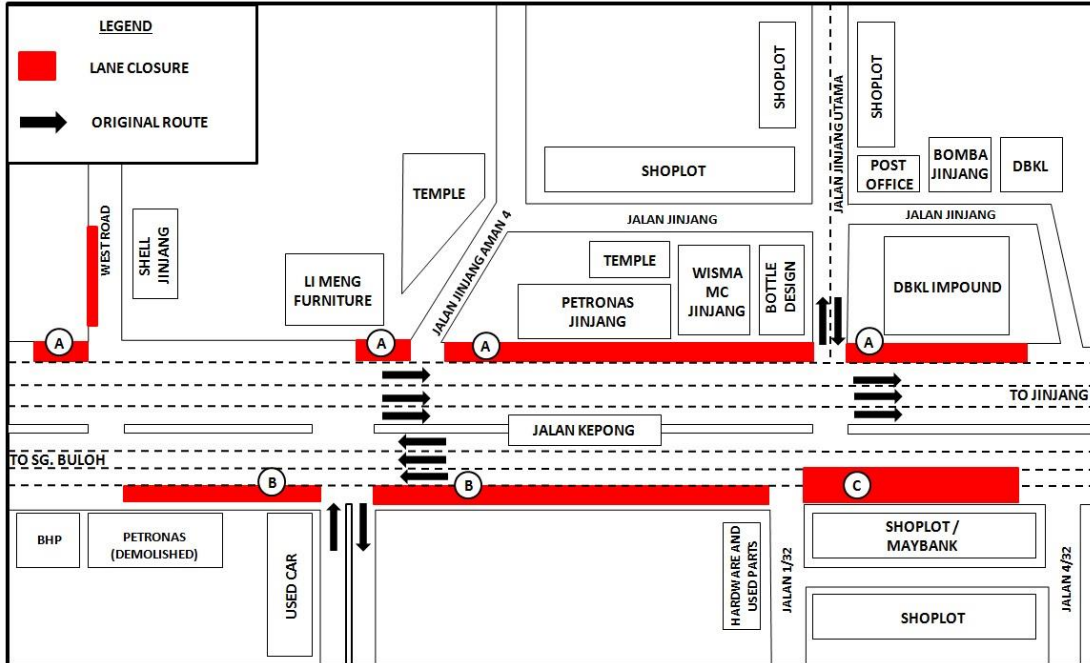 LEGEND
LANE CLOSURE
ORIGINAL ROUTE
SHOPLOT
JALAN JINJANG UTAMA
SHOPLOT
POST
OFFICE
BOMBA
JINJANG
DBKL
SHOPLOT
TEMPLE
WEST ROAD
SHELL
JINJANG
LI MENG
FURNITURE
JALAN JINJANG AMAN 4
JALAN JINJANG
JALAN JINJANG
TEMPLE
PETRONAS
JINJANG
WISMA
MC
JINJANG
BOTTLE
DESIGN
DBKL IMPOUND
A
A
A
A
TO JINJANG
JALAN KEPONG
TO SG. BULOH
B
B
C
BHP
PETRONAS
(DEMOLISHED)
USED CAR
HARDWARE AND
USED PARTS
JALAN 1/32
SHOPLOT /
MAYBANK
JALAN 4/32
SHOPLOT